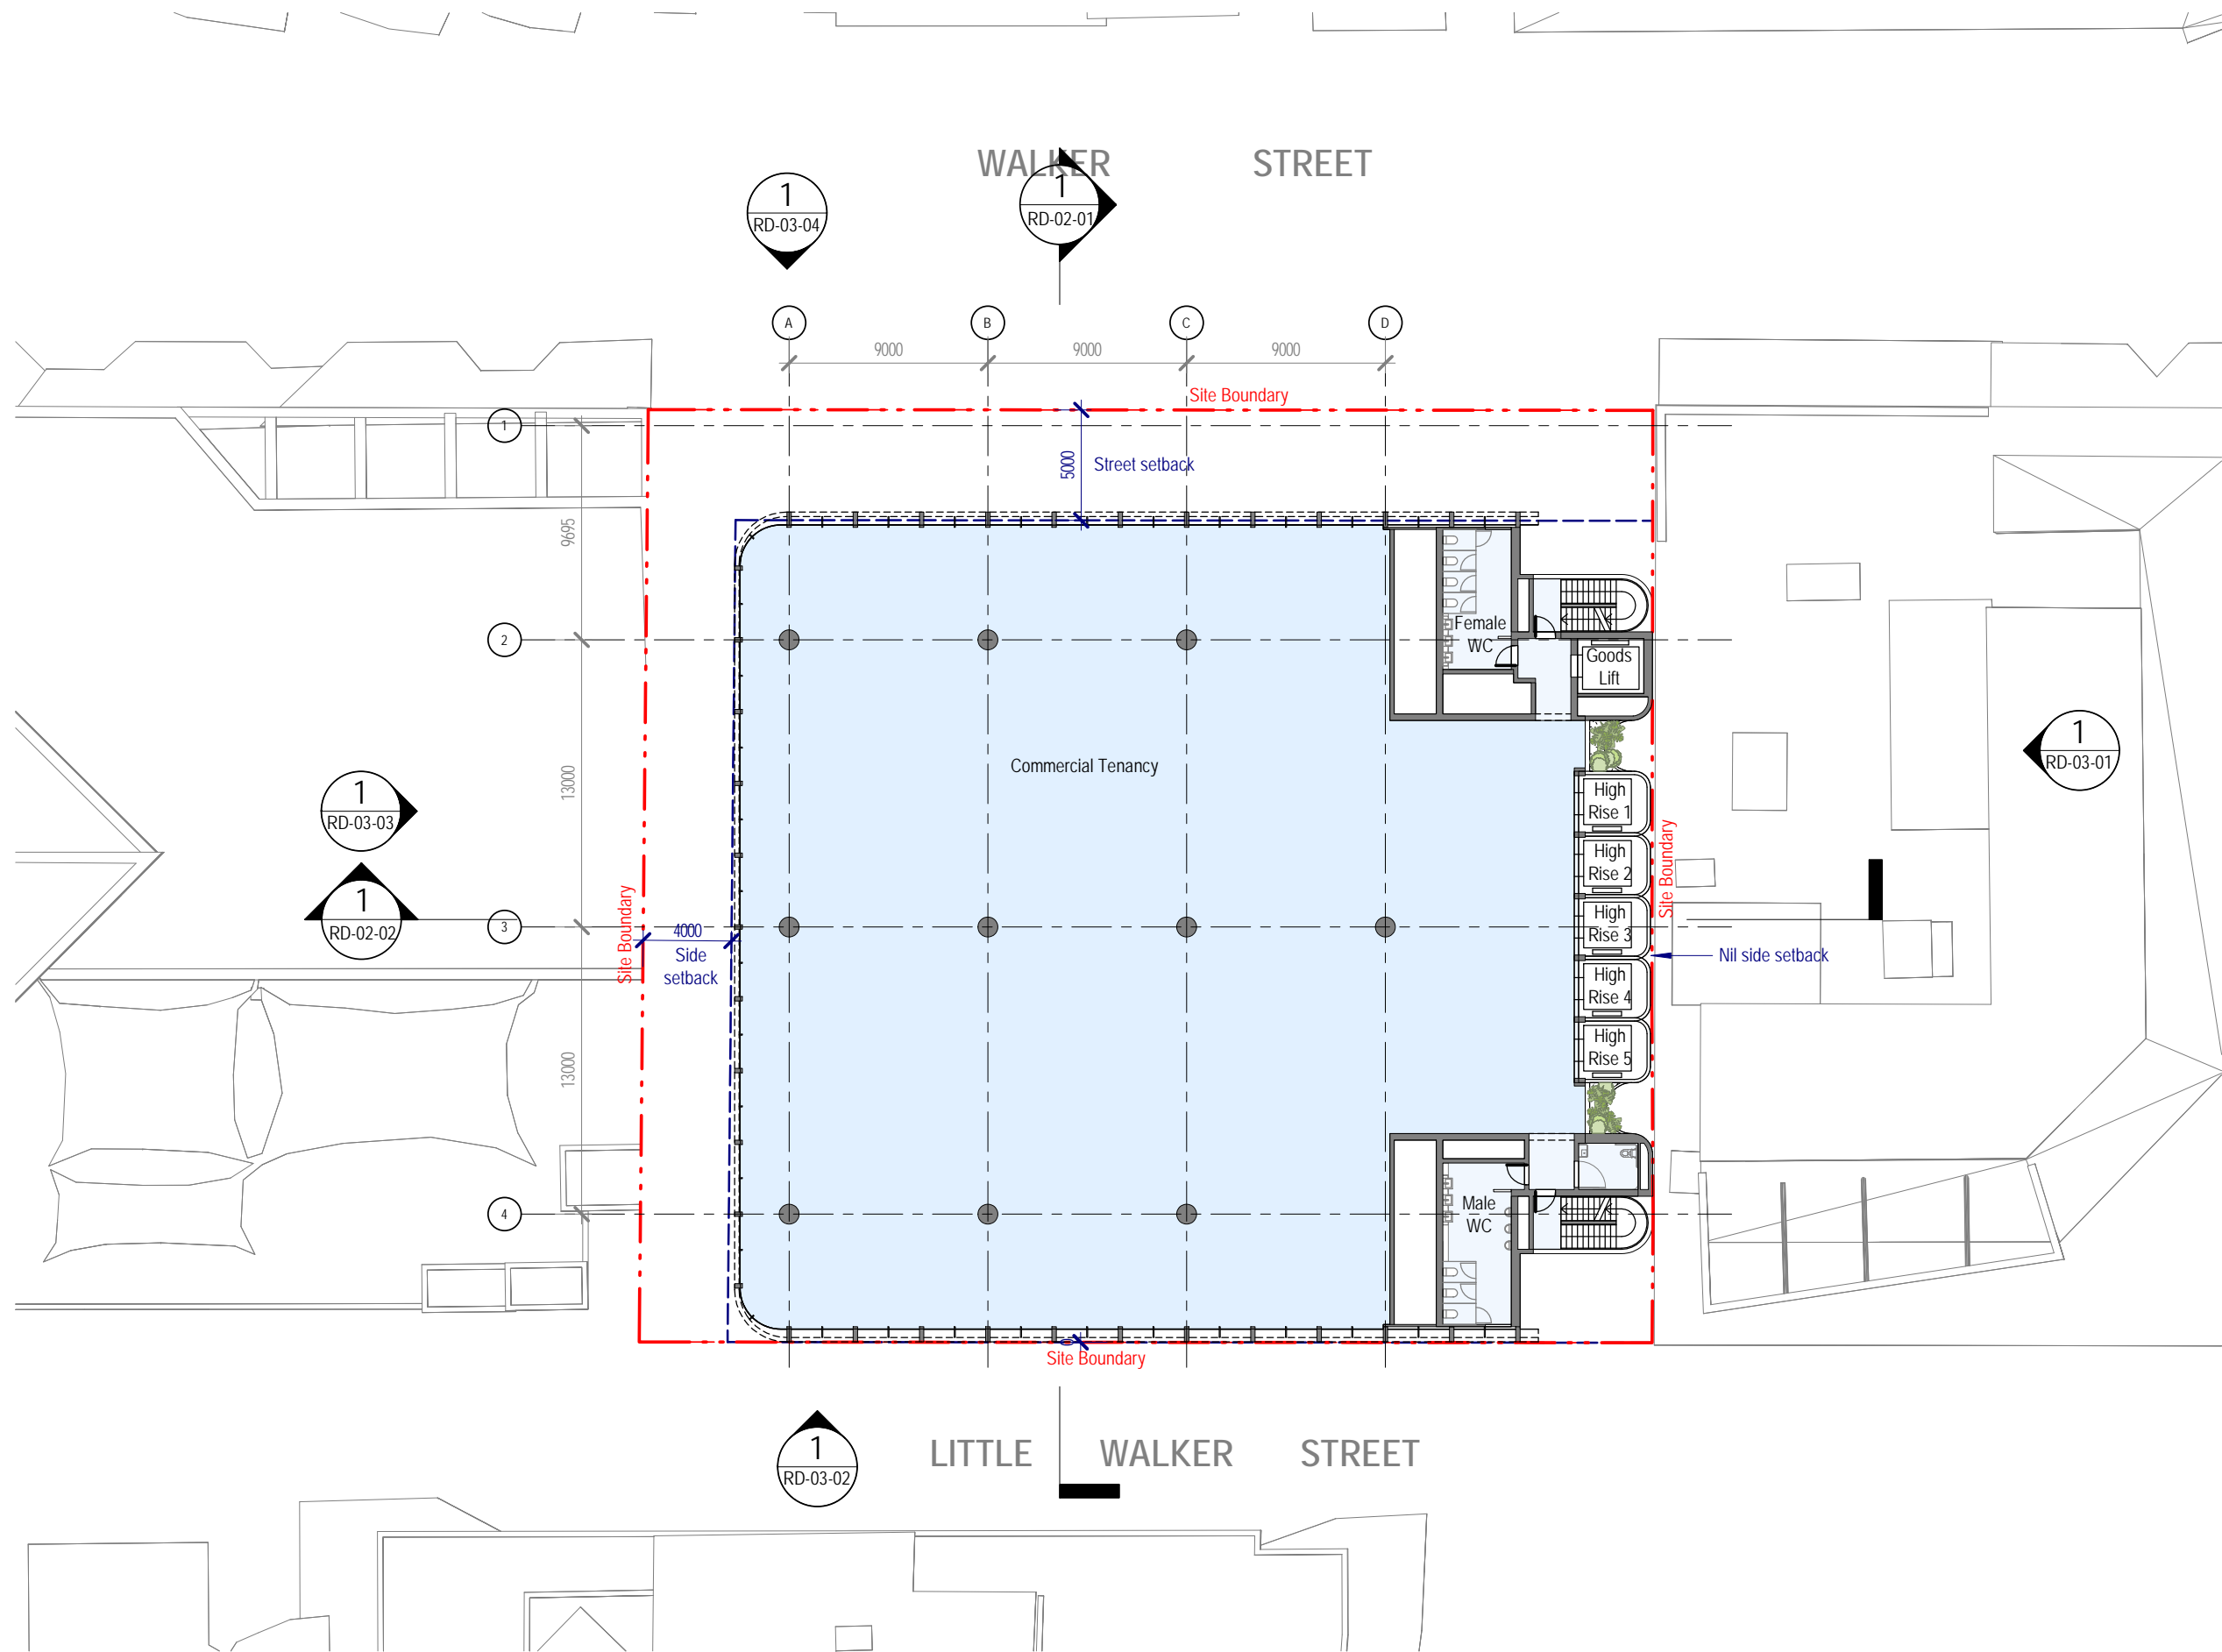 WALKER STREET
1
RD-03-04
1
RD-02-01
A
B
C
D
9000
9000
9000
Site Boundary
1
5000
Street setback
9695
2
Female
WC
Goods
Lift
13000
Commercial Tenancy
1
RD-03-03
High
Rise 1
High
Rise 2
High
Rise 3
High
Rise 4
High
Rise 5
Site Boundary
1
RD-03-01
1
RD-02-02
3
Site Boundary
4000
Side
setback
Nil side setback
13000
4
Male
WC
0
Site Boundary
1
RD-03-02
LITTLE WALKER STREET